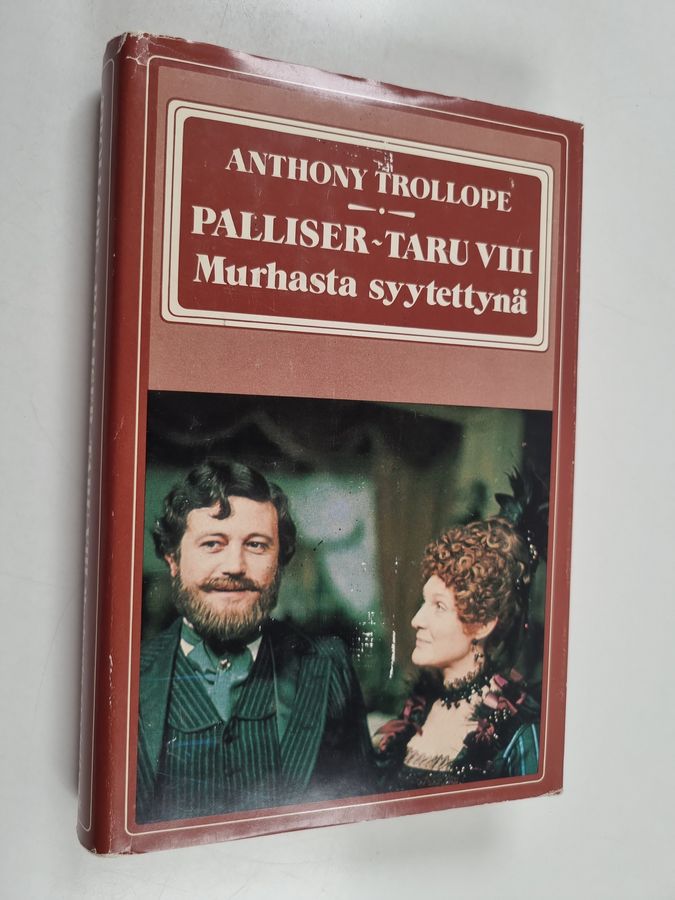 ANTHONY TROLLOPE
PALLISER-TARU VIII
Murhasta syytettynä